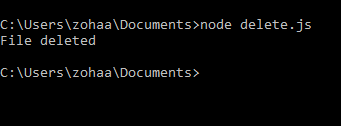 C:\Users\zohaa\Documents>node delete.js
File deleted
C:\Users\zohaa\Documents>